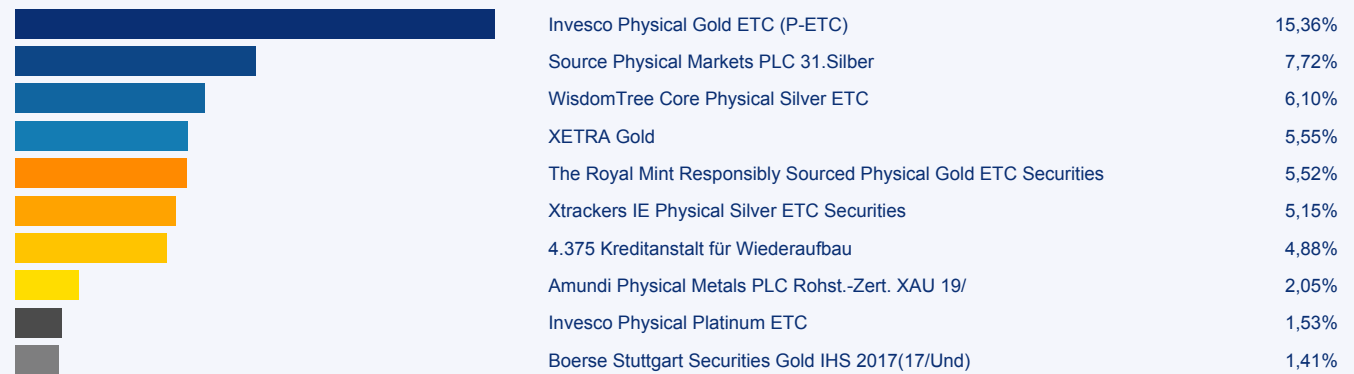 Invesco Physical Gold ETC (P-ETC) 15,36%
Source Physical Markets PLC 31.Silber 7,72%
WisdomTree Core Physical Silver ETC 6,10%
XETRA Gold 5,55%
The Royal Mint Responsibly Sourced Physical Gold ETC Securities 5,52%
Xtrackers IE Physical Silver ETC Securities 5,15%
4.375 Kreditanstalt für Wiederaufbau 4,88%
Amundi Physical Metals PLC Rohst.-Zert. XAU 19/ 2,05%
Invesco Physical Platinum ETC 1,53%
Boerse Stuttgart Securities Gold IHS 2017(17/Und) 1,41%